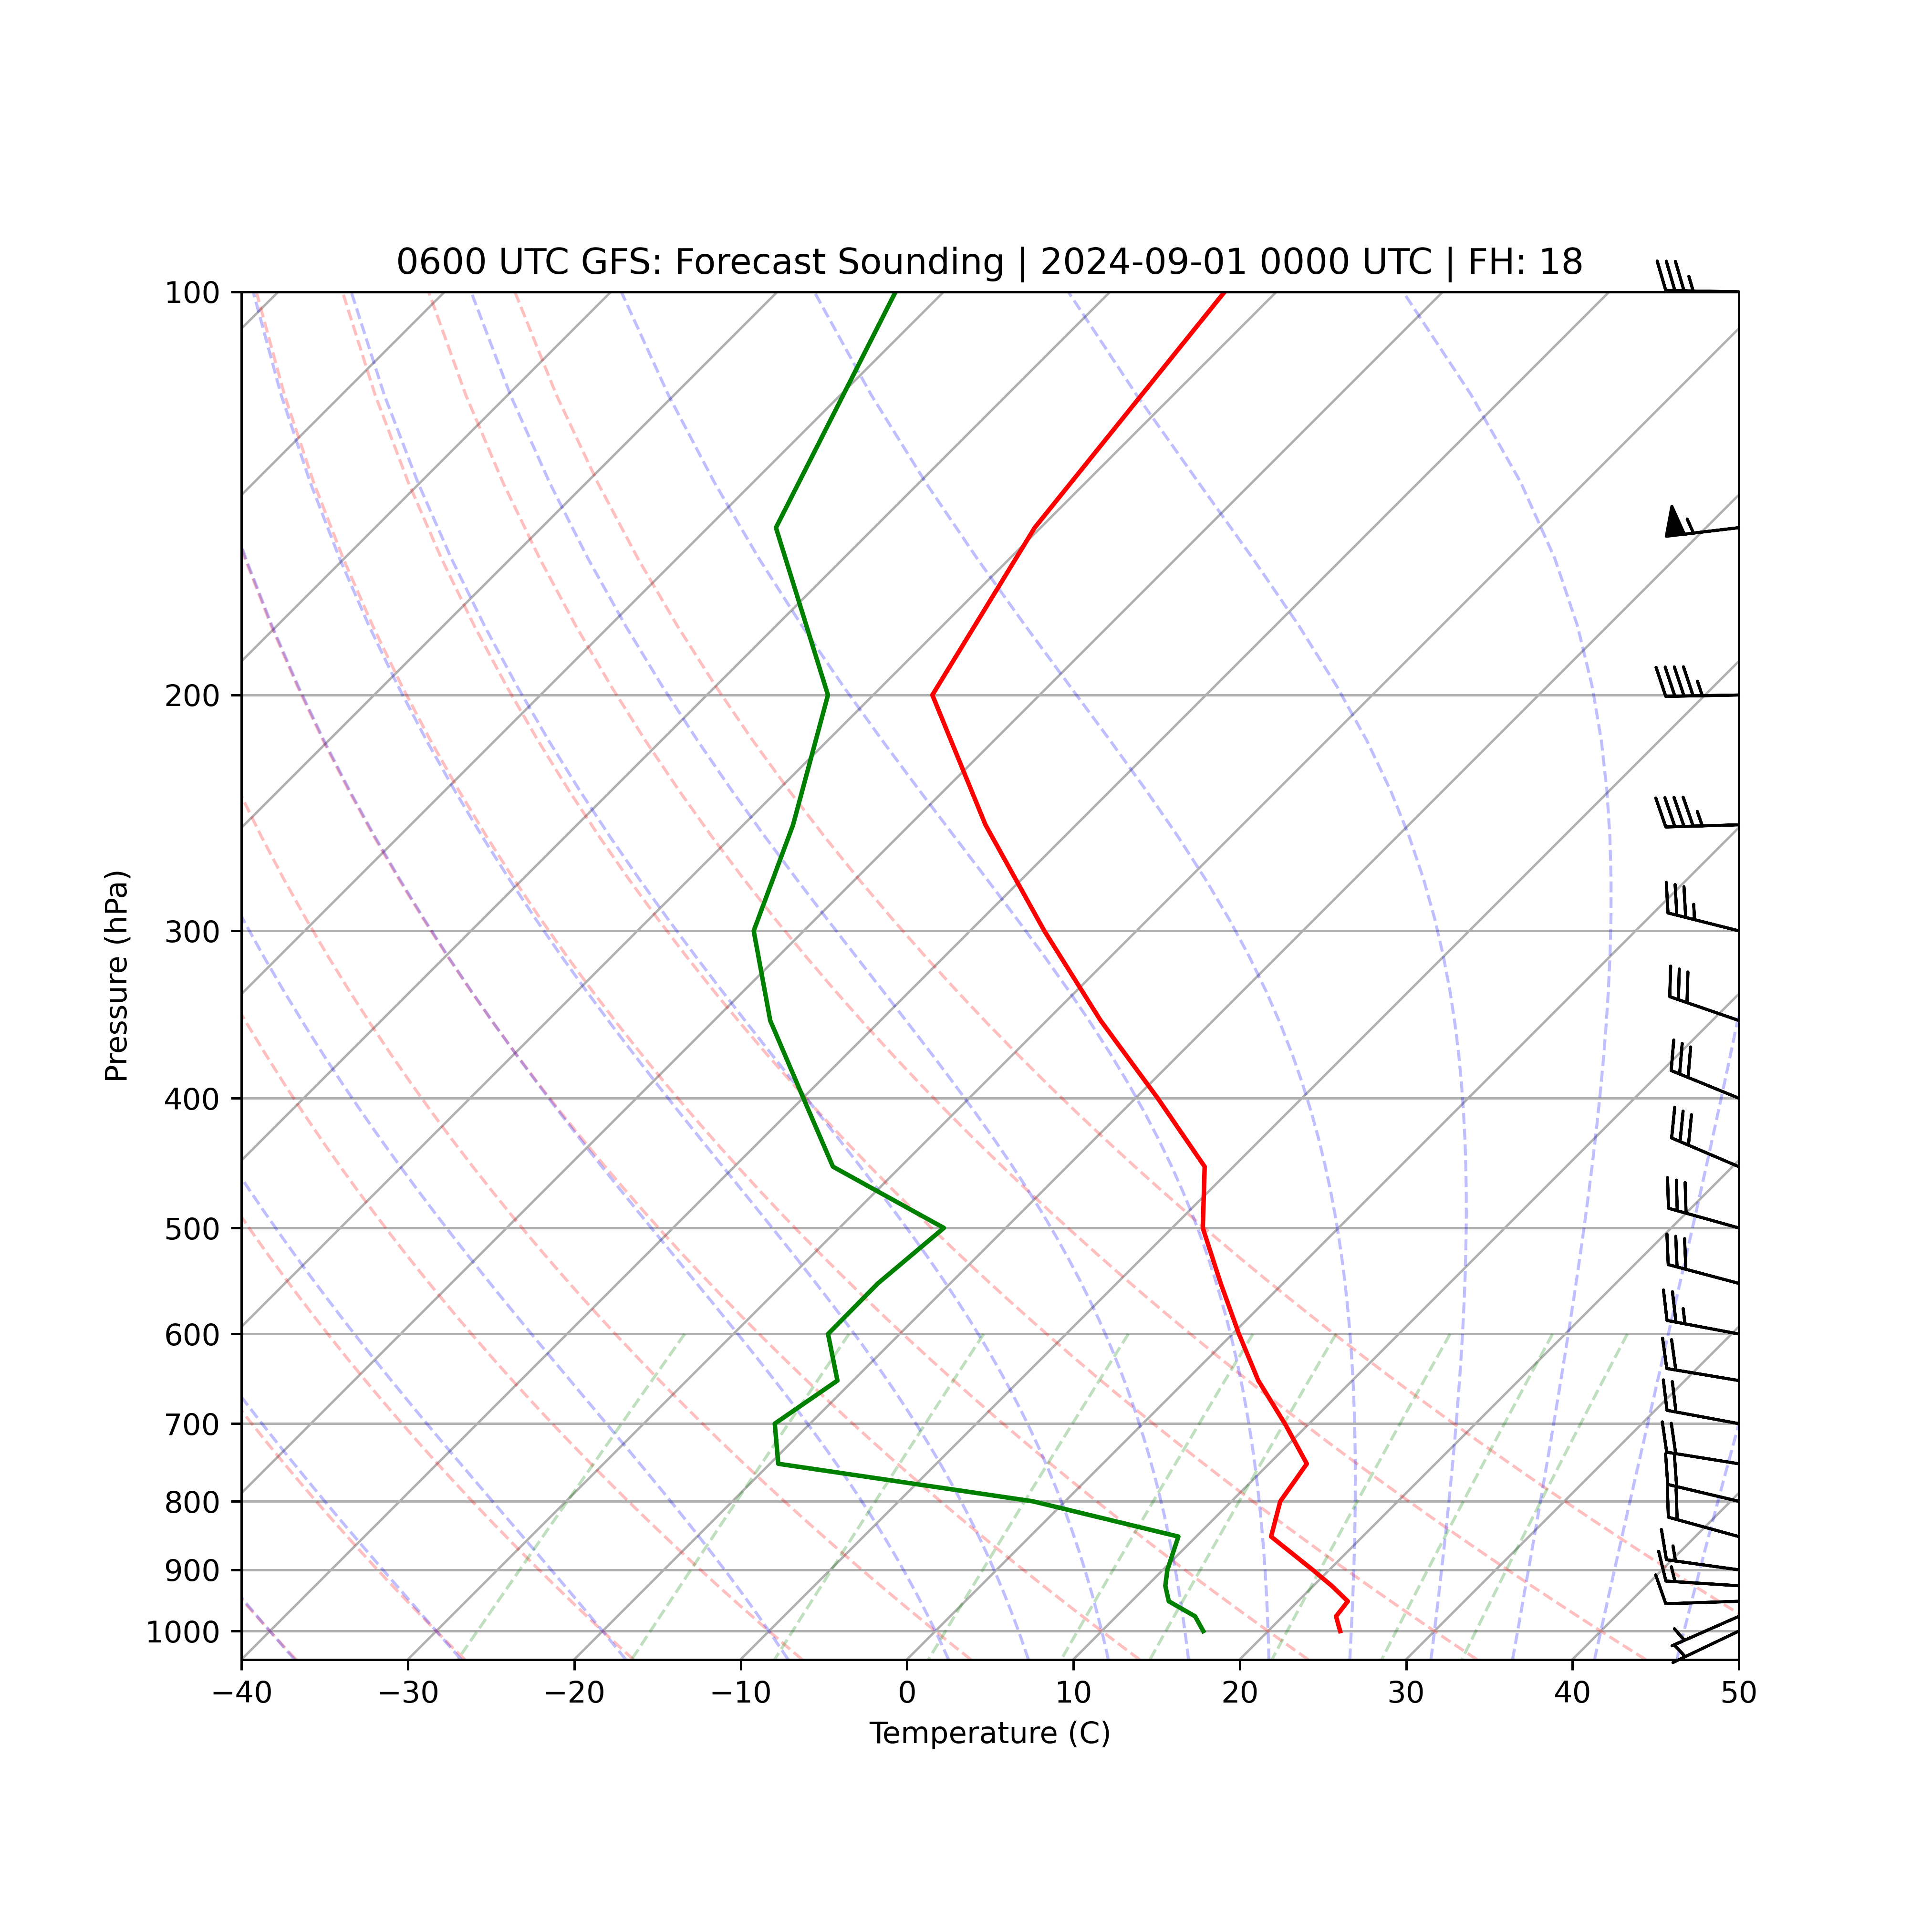 0600 UTC GFS: Forecast Sounding | 2024-09-01 0000 UTC | FH: 18
100
200
300
400
500
600
700
800
900
1000
Pressure (hPa)
−40 −30 −20 −10 0 10 20 30 40 50
Temperature (C)